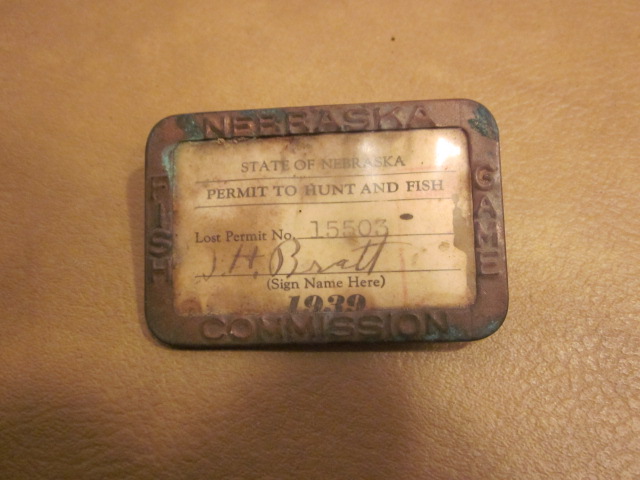 NEBRASKA
FISH
GAME
STATE OF NEBRASKA
PERMIT TO HUNT AND FISH
Lost Permit No. 15503
J H. Bratt
(Sign Name Here)
1939
COMMISSION